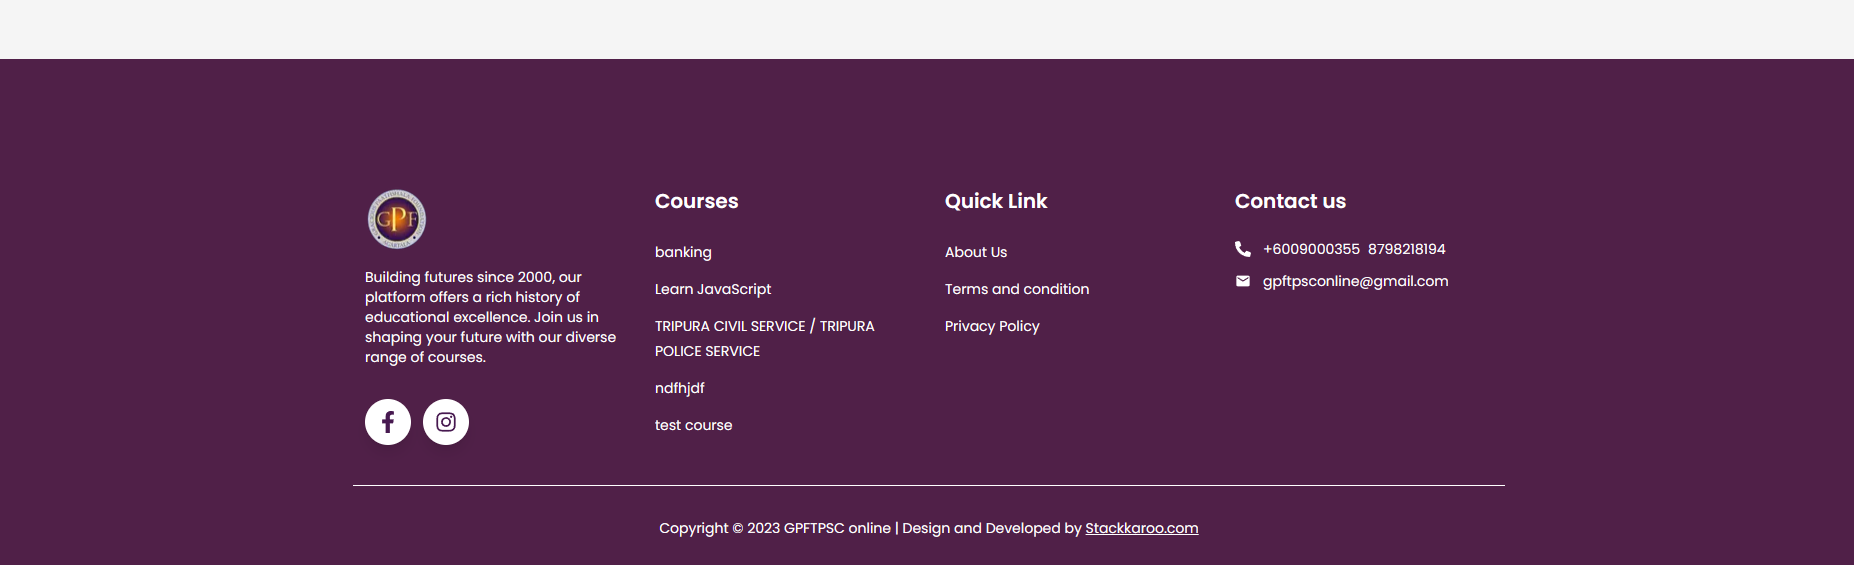 GPF
AGARTALA
Building futures since 2000, our
platform offers a rich history of
educational excellence. Join us in
shaping your future with our diverse
range of courses.
Courses
banking
Learn JavaScript
TRIPURA CIVIL SERVICE / TRIPURA
POLICE SERVICE
ndfhjdf
test course
Quick Link
About Us
Terms and condition
Privacy Policy
Contact us
+6009000355  8798218194
gpftpsconline@gmail.com
Copyright © 2023 GPFTPSC online | Design and Developed by Stackkaroo.com